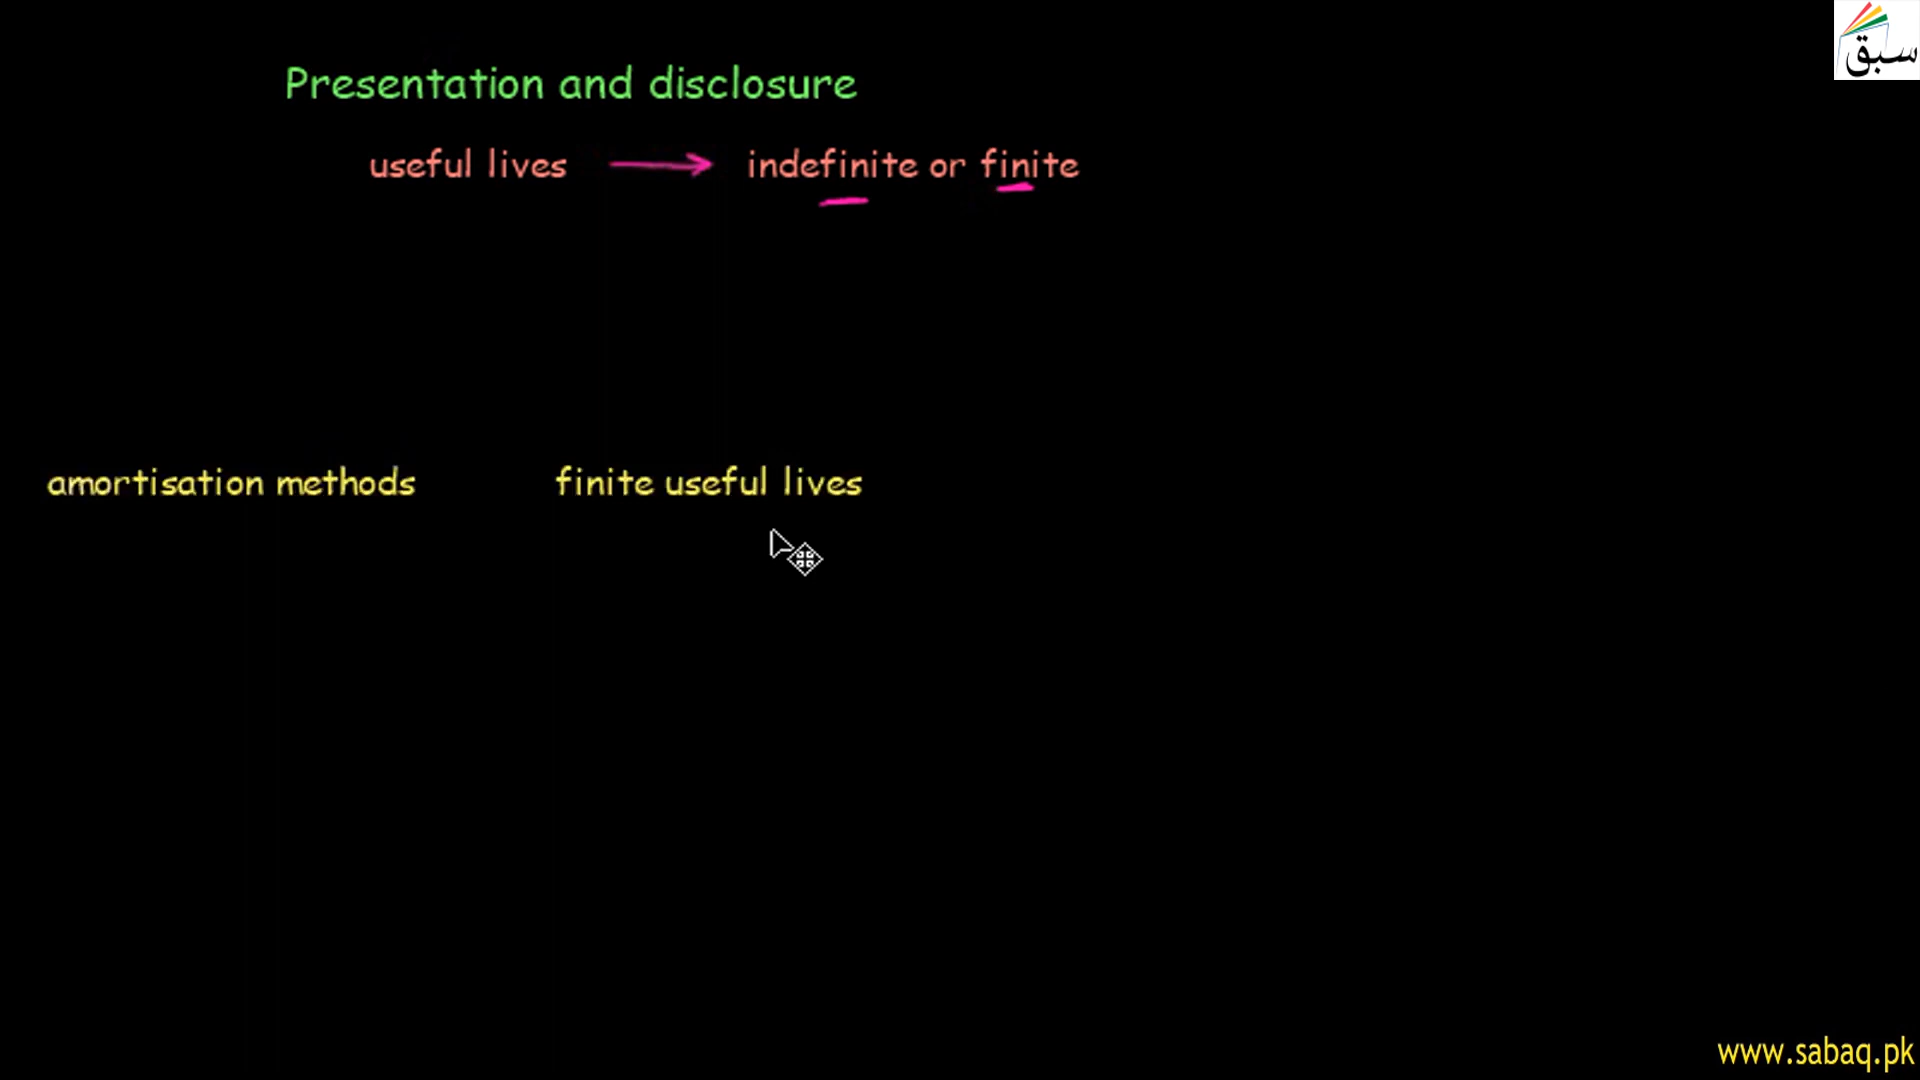 سبق
Presentation and disclosure
useful lives → indefinite or finite
amortisation methods finite useful lives
www.sabaq.pk